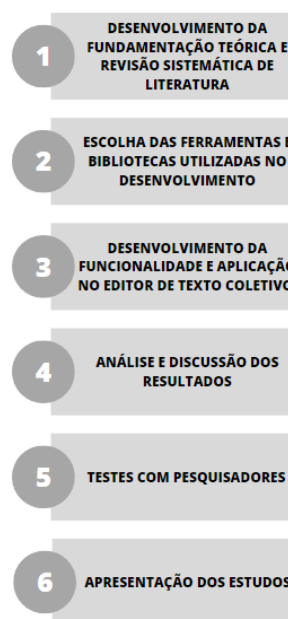 1
DESENVOLVIMENTO DA
FUNDAMENTAÇÃO TEÓRICA E
REVISÃO SISTEMÁTICA DE
LITERATURA
2
ESCOLHA DAS FERRAMENTAS E
BIBLIOTECAS UTILIZADAS NO
DESENVOLVIMENTO
3
DESENVOLVIMENTO DA
FUNCIONALIDADE E APLICAÇÃO
NO EDITOR DE TEXTO COLETIVO
4
ANÁLISE E DISCUSSÃO DOS
RESULTADOS
5
TESTES COM PESQUISADORES
6
APRESENTAÇÃO DOS ESTUDOS